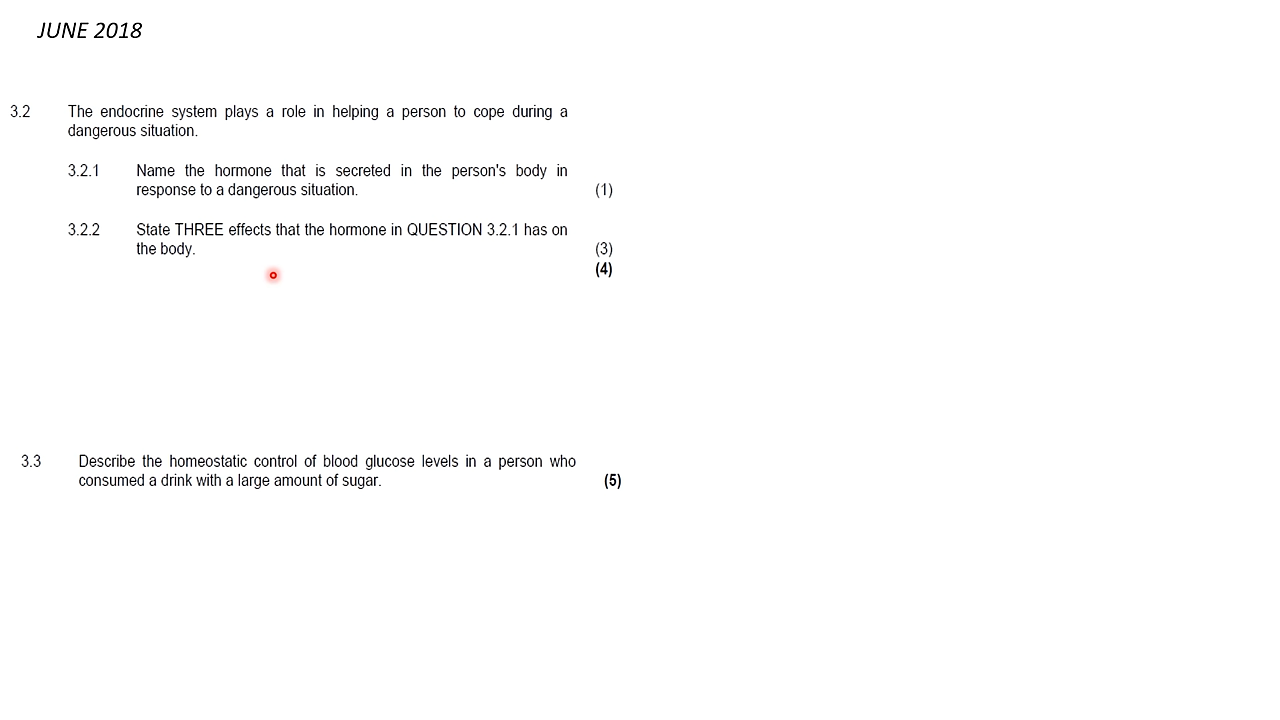 JUNE 2018
3.2 The endocrine system plays a role in helping a person to cope during a
dangerous situation.
3.2.1 Name the hormone that is secreted in the person's body in
response to a dangerous situation. (1)
3.2.2 State THREE effects that the hormone in QUESTION 3.2.1 has on
the body. (3)
(4)
3.3 Describe the homeostatic control of blood glucose levels in a person who
consumed a drink with a large amount of sugar. (5)